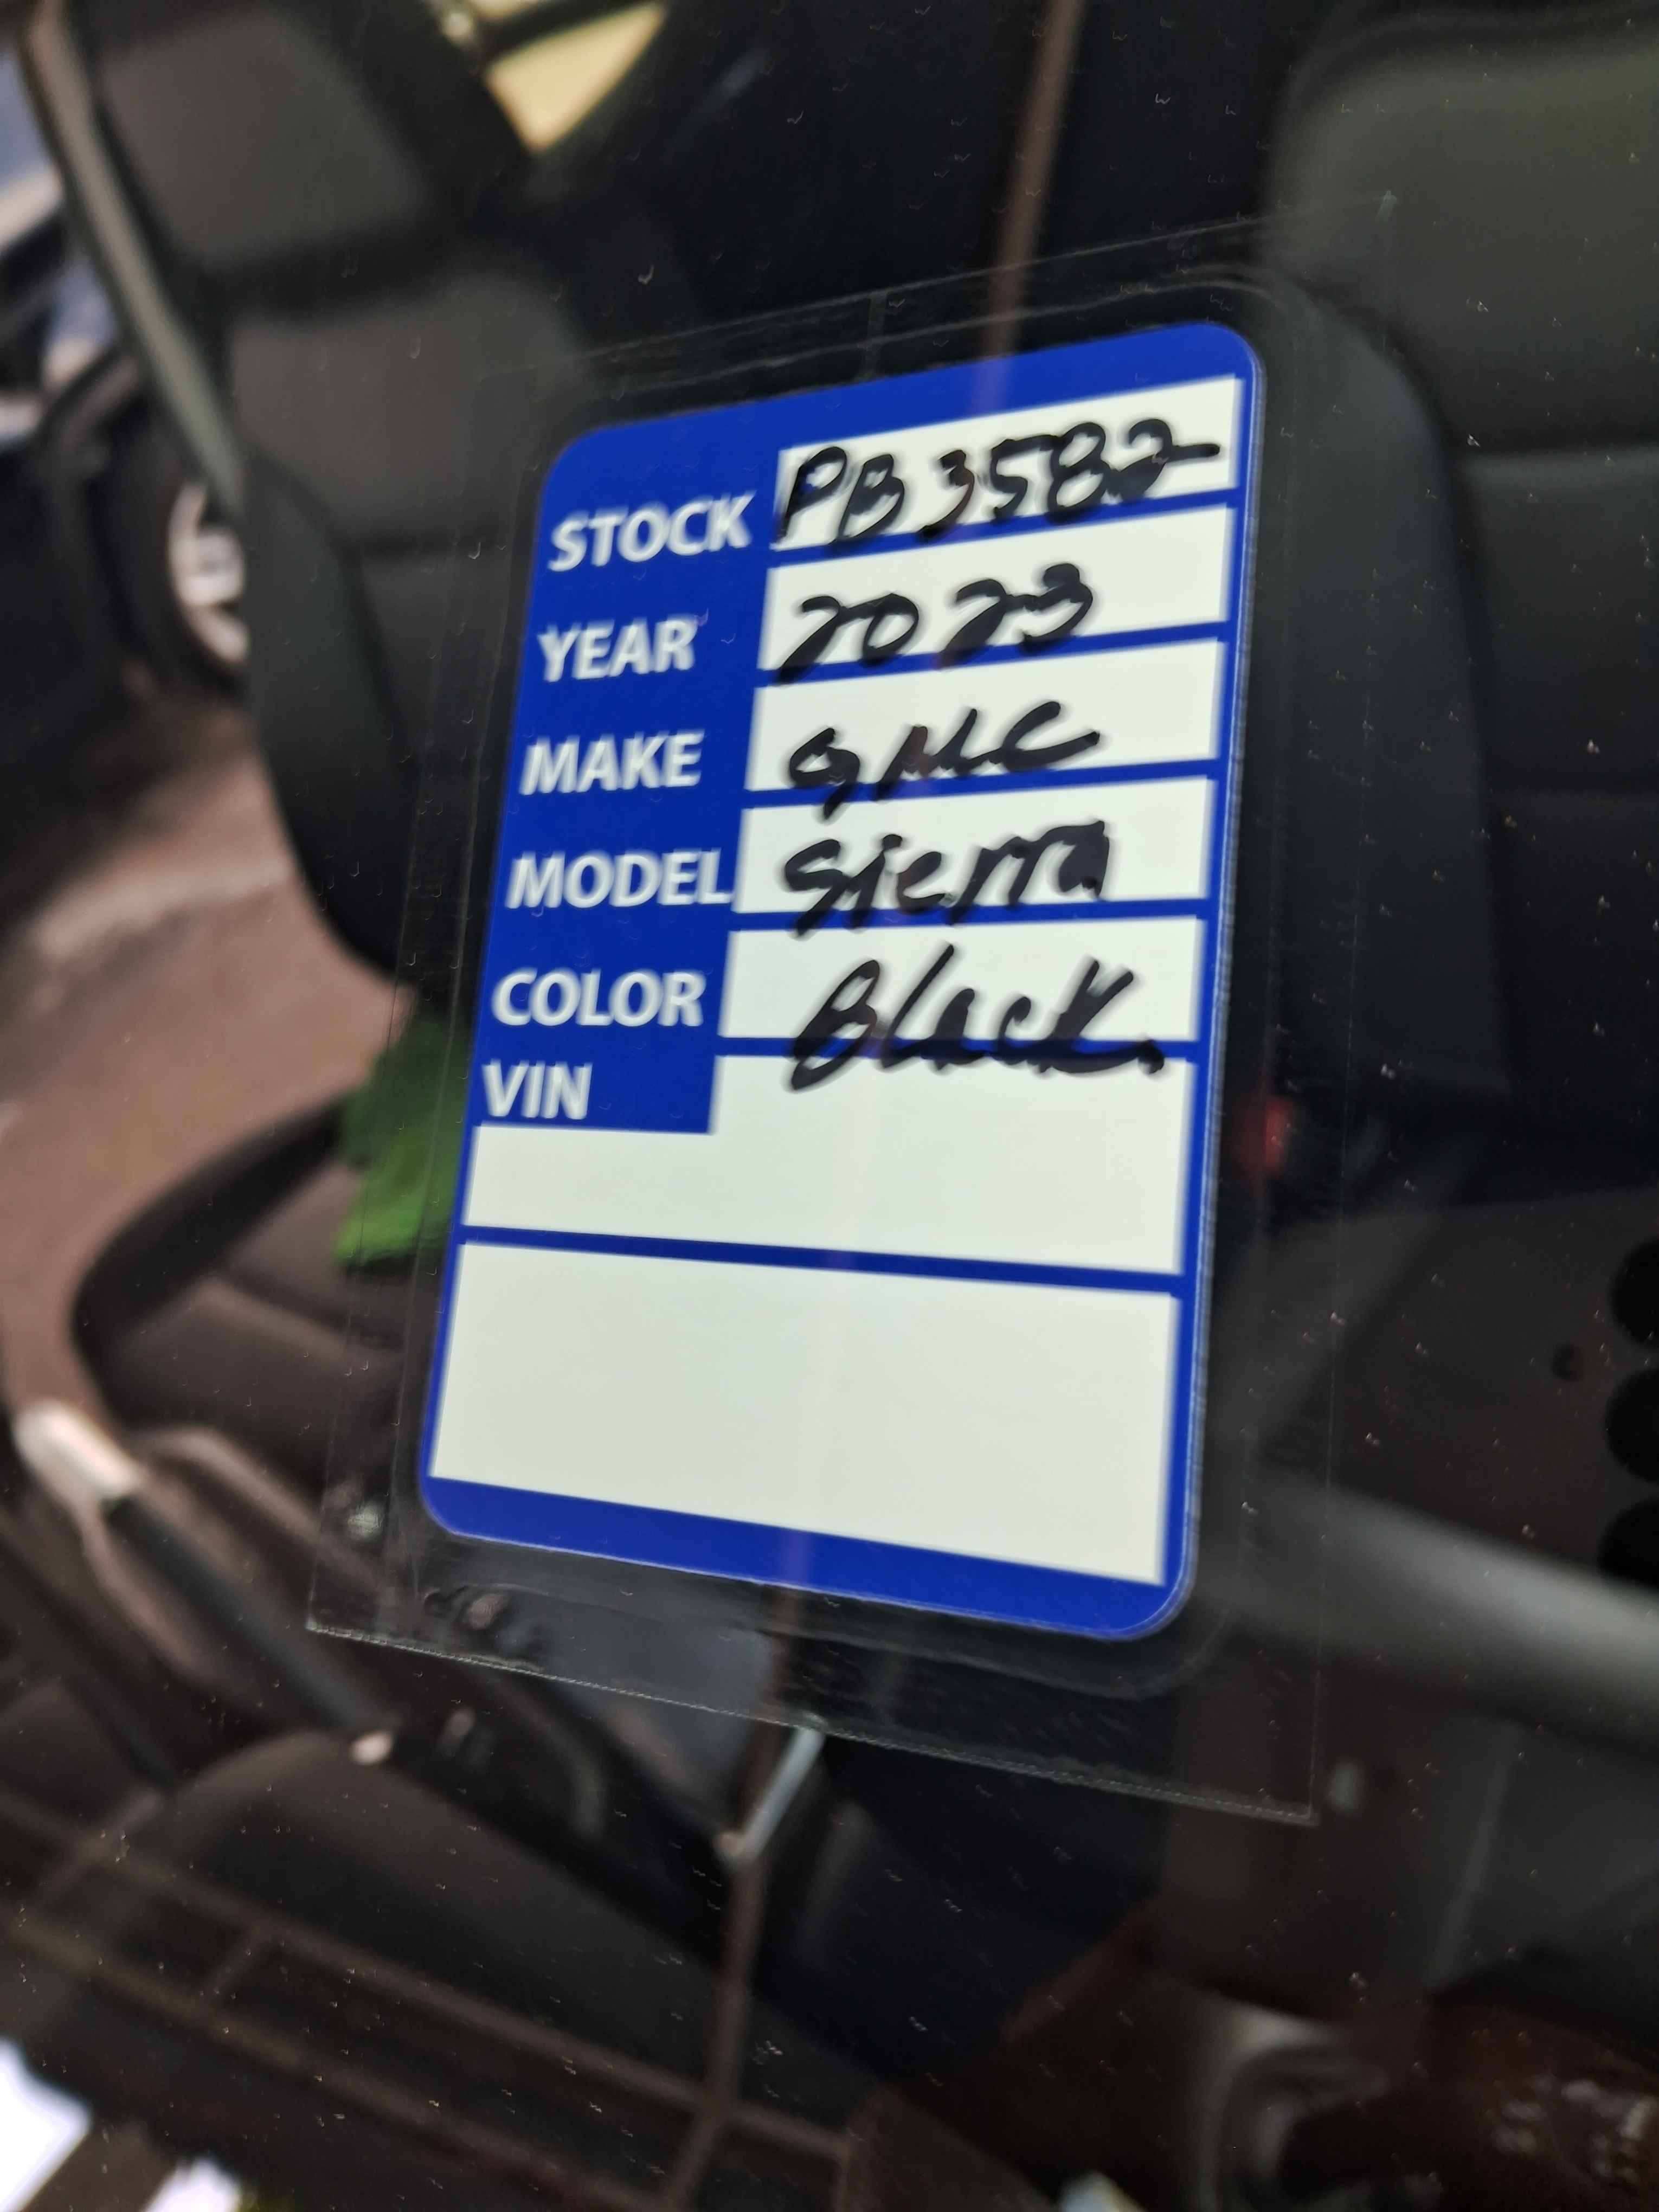 STOCK PB3582
YEAR 2023
MAKE GMC
MODEL Sierra
COLOR Black.
VIN